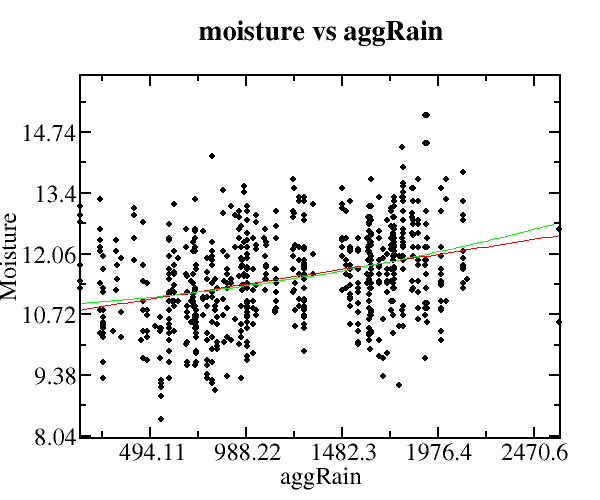 moisture vs aggRain
14.74
13.4
12.06
10.72
9.38
8.04
Moisture
494.11 988.22 1482.3 1976.4 2470.6
aggRain